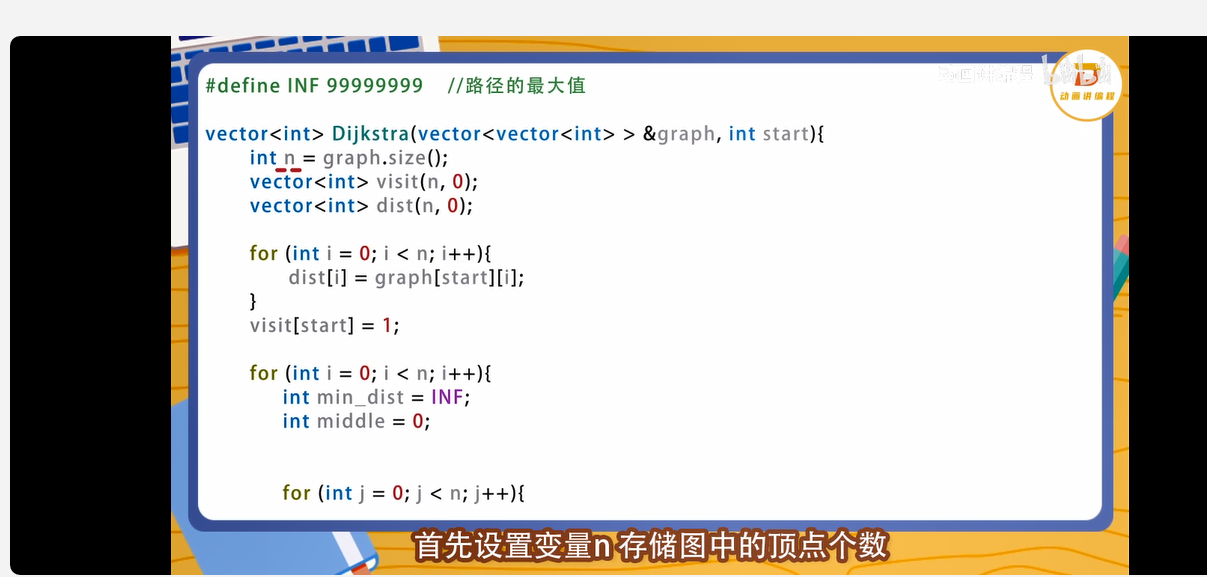 #define INF 99999999 //路径的最大值
vector<int> Dijkstra(vector<vector<int> > &graph, int start){
int n = graph.size();
vector<int> visit(n, 0);
vector<int> dist(n, 0);
for (int i = 0; i < n; i++){
dist[i] = graph[start][i];
}
visit[start] = 1;
for (int i = 0; i < n; i++){
int min_dist = INF;
int middle = 0;
for (int j = 0; j < n; j++){
动画讲编程
首先设置变量n存储图中的顶点个数